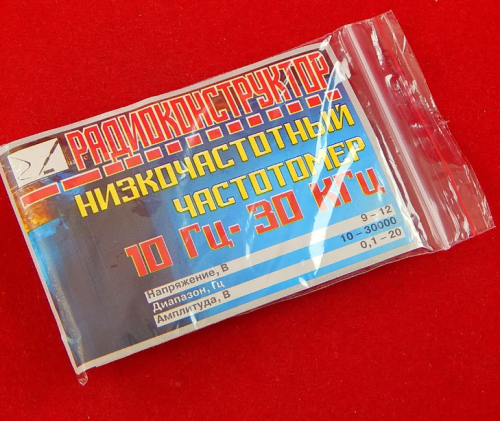 РАДИОКОНСТРУКТОР
НИЗКОЧАСТОТНЫЙ
ЧАСТОТОМЕР
10 Гц- 30 КГц
Напряжение, В 9 – 12
Диапазон, Гц 10 – 30000
Амплитуда, В 0,1 – 20